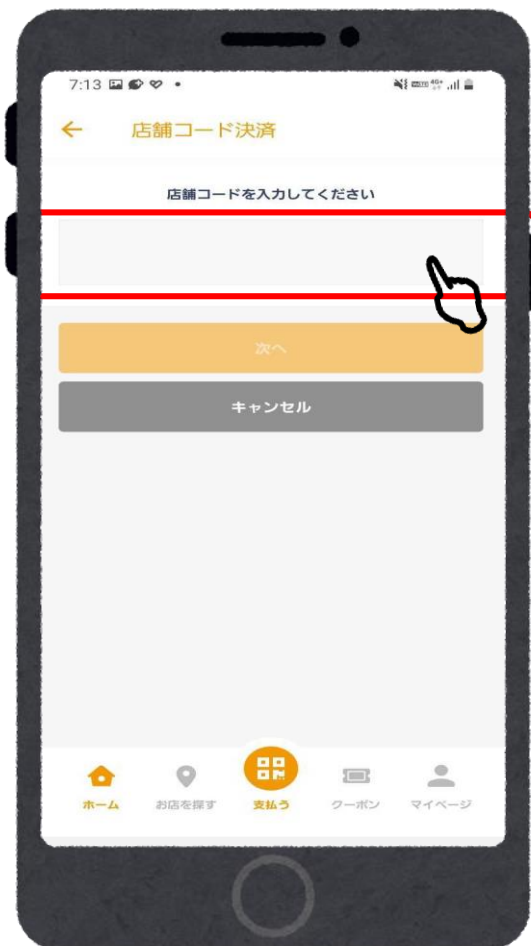 7:13
店舗コード決済
店舗コードを入力してください
次へ
キャンセル
ホーム お店を探す 支払う クーポン マイページ